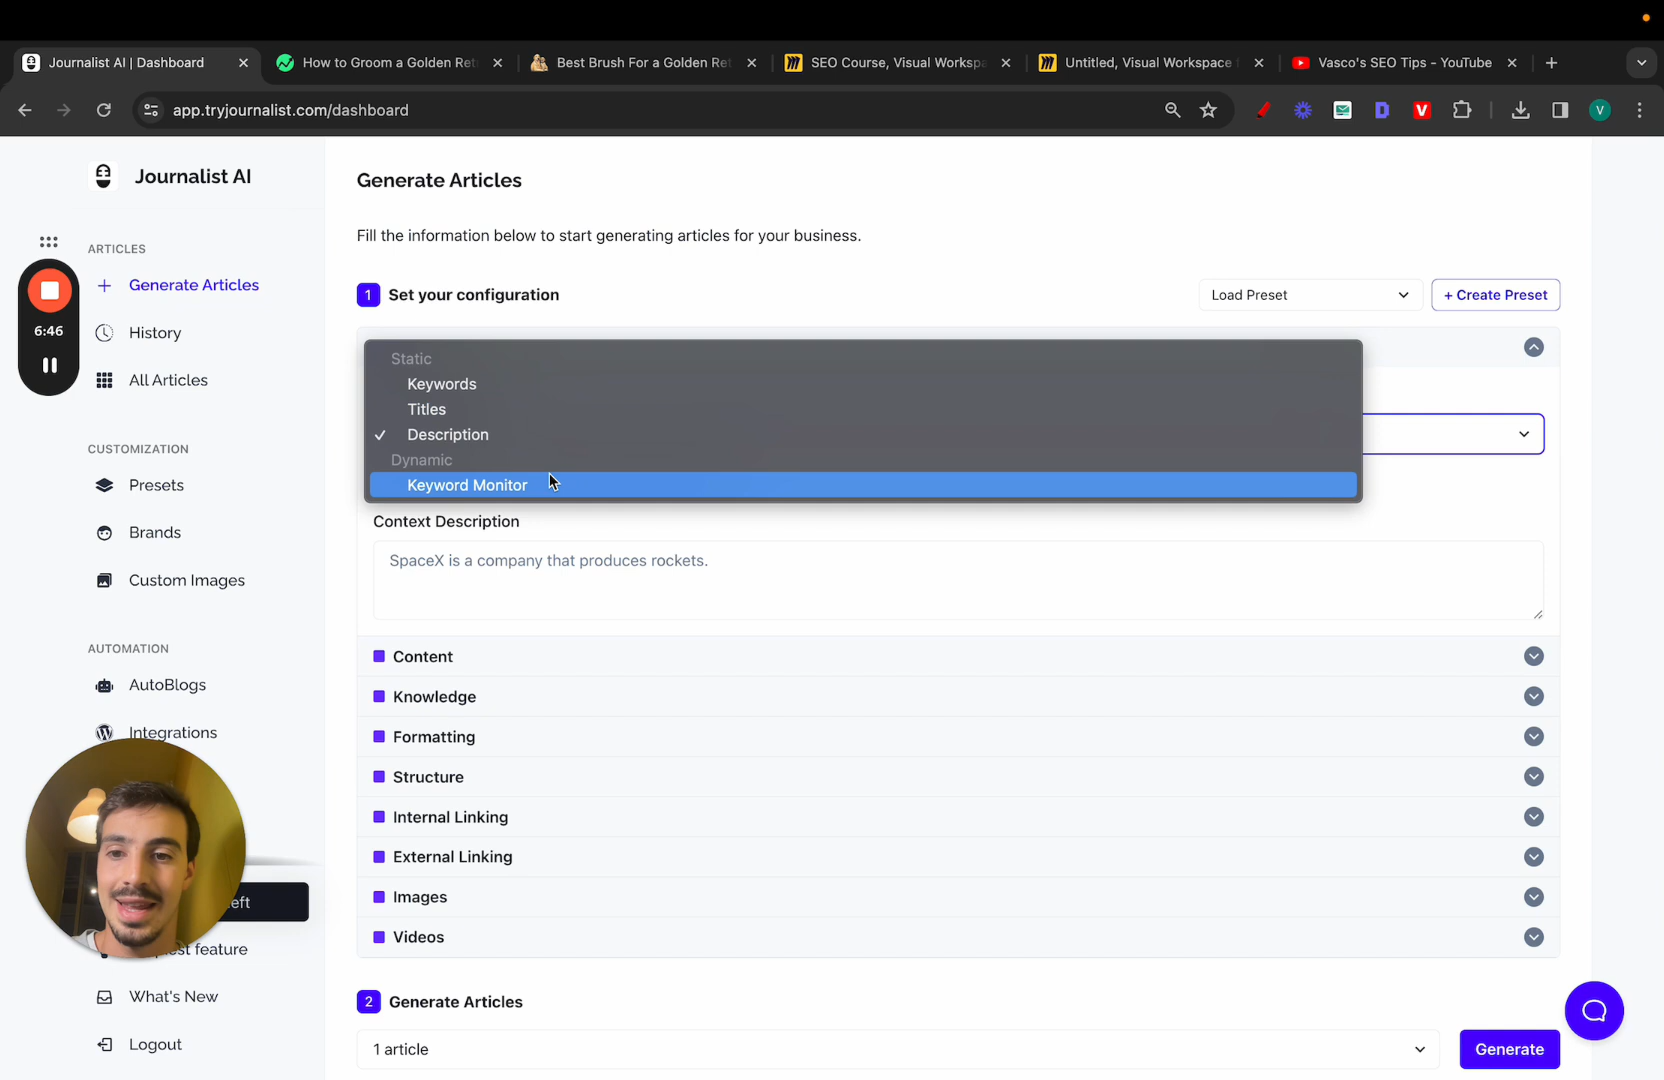 Journalist AI | Dashboard
How to Groom a Golden Ret
Best Brush For a Golden Ret
SEO Course, Visual Worksp
Untitled, Visual Workspace
Vasco's SEO Tips - YouTube
app.tryjournalist.com/dashboard
V
Journalist AI
ARTICLES
Generate Articles
6:46
History
All Articles
CUSTOMIZATION
Presets
Brands
Custom Images
AUTOMATION
AutoBlogs
Integrations
eft
st feature
What's New
Logout
Generate Articles
Fill the information below to start generating articles for your business.
1 Set your configuration
Load Preset
+ Create Preset
Static
Keywords
Titles
✓ Description
Dynamic
Keyword Monitor
Context Description
SpaceX is a company that produces rockets.
Content
Knowledge
Formatting
Structure
Internal Linking
External Linking
Images
Videos
2 Generate Articles
1 article
Generate